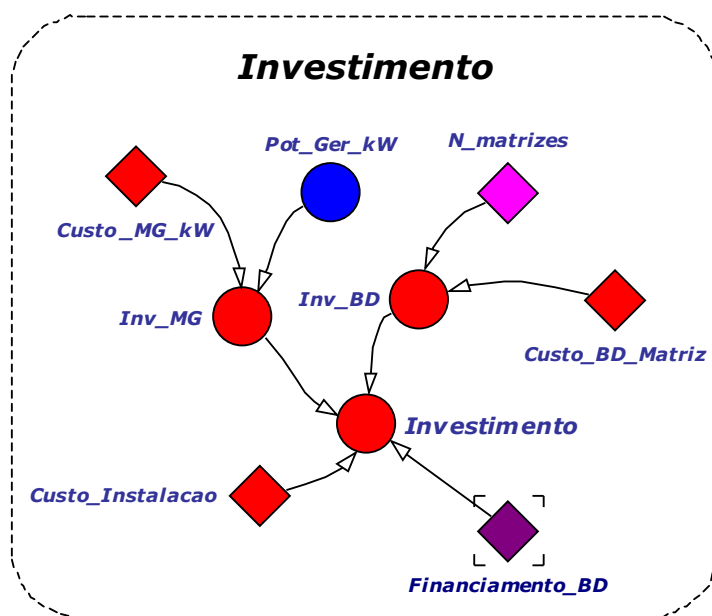 Investimento
Pot_Ger_kW
N_matrizes
Custo_MG_kW
Inv_MG
Inv_BD
Custo_BD_Matriz
Investimento
Custo_Instalacao
Financiamento_BD